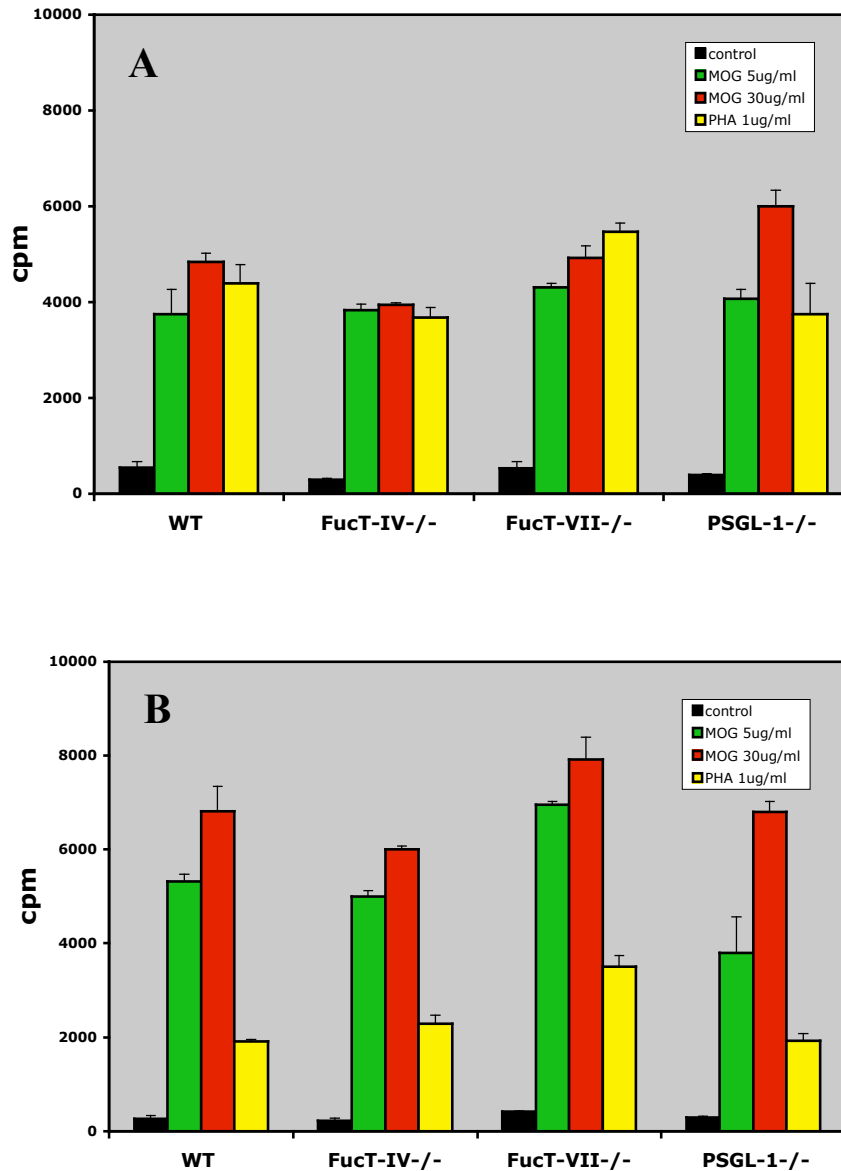 10000
A
control
MOG 5ug/ml
MOG 30ug/ml
PHA 1ug/ml
8000
6000
cpm
4000
2000
0
WT FucT-IV-/- FucT-VII-/- PSGL-1-/-
10000
B
control
MOG 5ug/ml
MOG 30ug/ml
PHA 1ug/ml
8000
6000
cpm
4000
2000
0
WT FucT-IV-/- FucT-VII-/- PSGL-1-/-